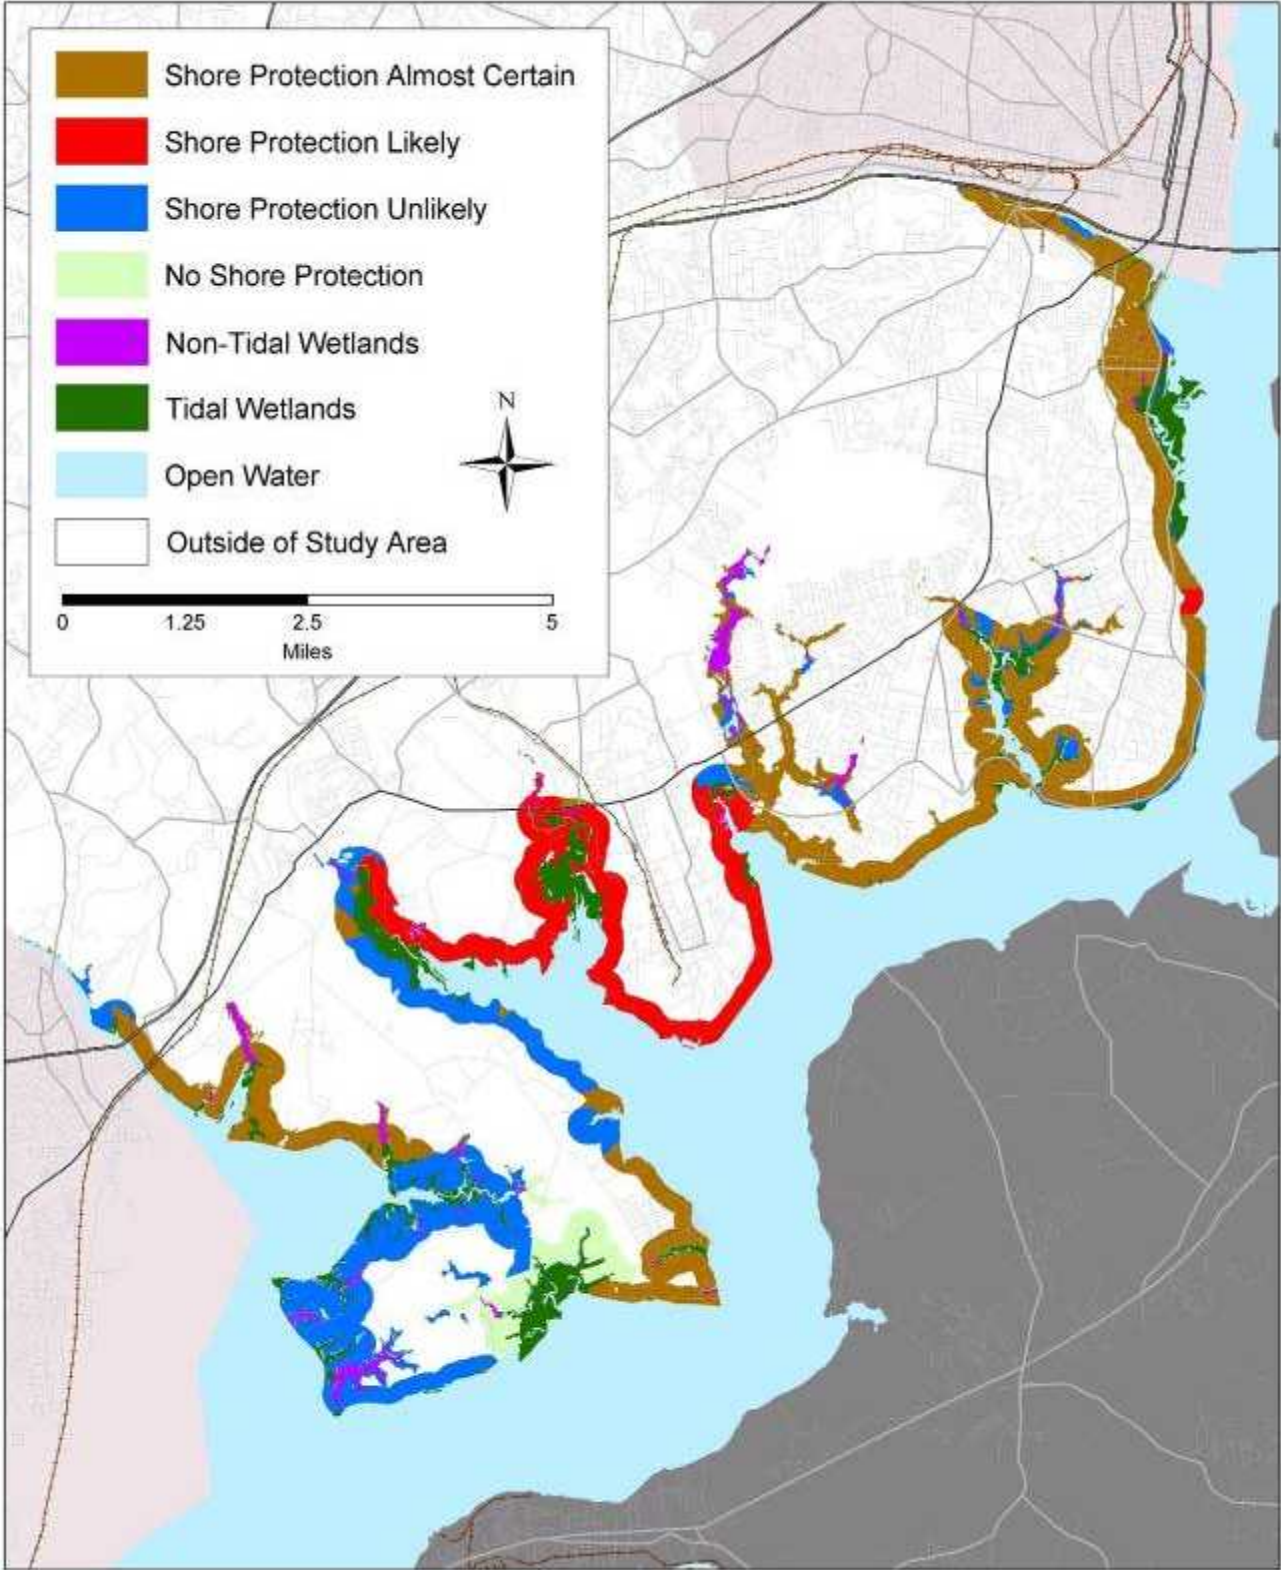 Shore Protection Almost Certain
Shore Protection Likely
Shore Protection Unlikely
No Shore Protection
Non-Tidal Wetlands
Tidal Wetlands
Open Water
Outside of Study Area
N
0 1.25 2.5 5
Miles